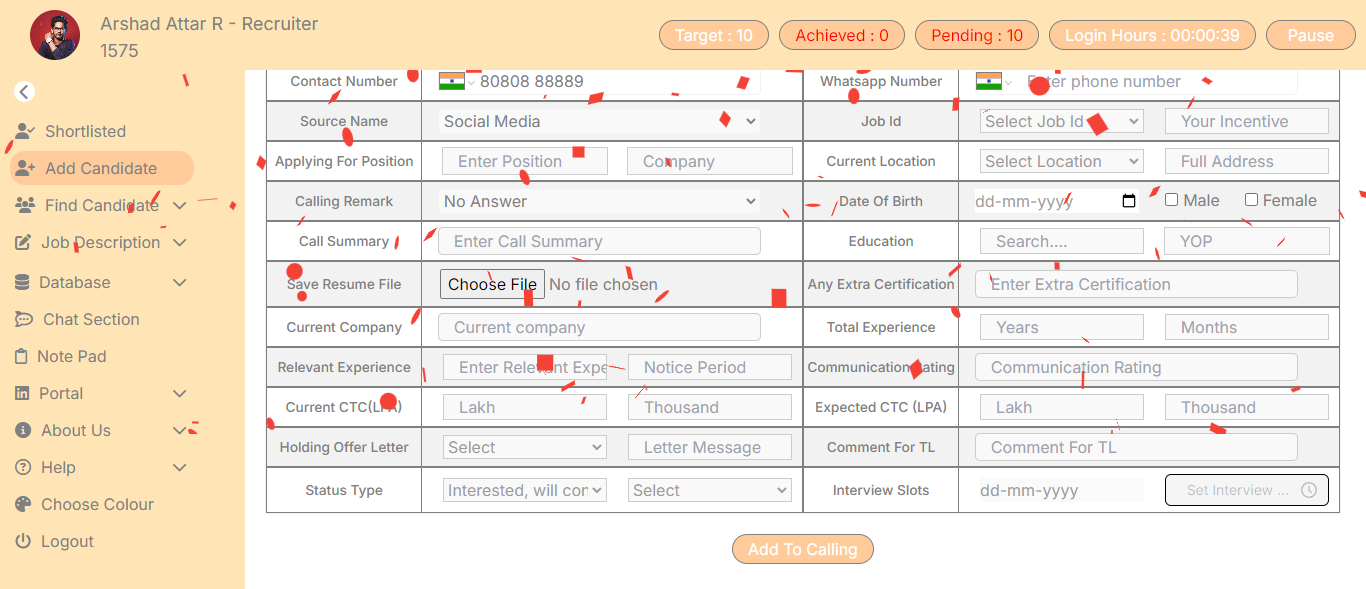 Arshad Attar R - Recruiter
1575
Target : 10
Achieved : 0
Pending : 10
Login Hours : 00:00:39
Pause
Shortlisted
Add Candidate
Find Candidate
Job Description
Database
Chat Section
Note Pad
Portal
About Us
Help
Choose Colour
Logout
Contact Number 80808 88889 Whatsapp Number Enter phone number
Source Name Social Media Job Id Select Job Id Your Incentive
Applying For Position Enter Position Company Current Location Select Location Full Address
Calling Remark No Answer Date Of Birth dd-mm-yyyy Male Female
Call Summary Enter Call Summary Education Search.... YOP
Save Resume File Choose File No file chosen Any Extra Certification Enter Extra Certification
Current Company Current company Total Experience Years Months
Relevant Experience Enter Relevant Expe Notice Period Communication Rating Communication Rating
Current CTC(LPA) Lakh Thousand Expected CTC (LPA) Lakh Thousand
Holding Offer Letter Select Letter Message Comment For TL Comment For TL
Status Type Interested, will cor Select Interview Slots dd-mm-yyyy Set Interview ...
Add To Calling